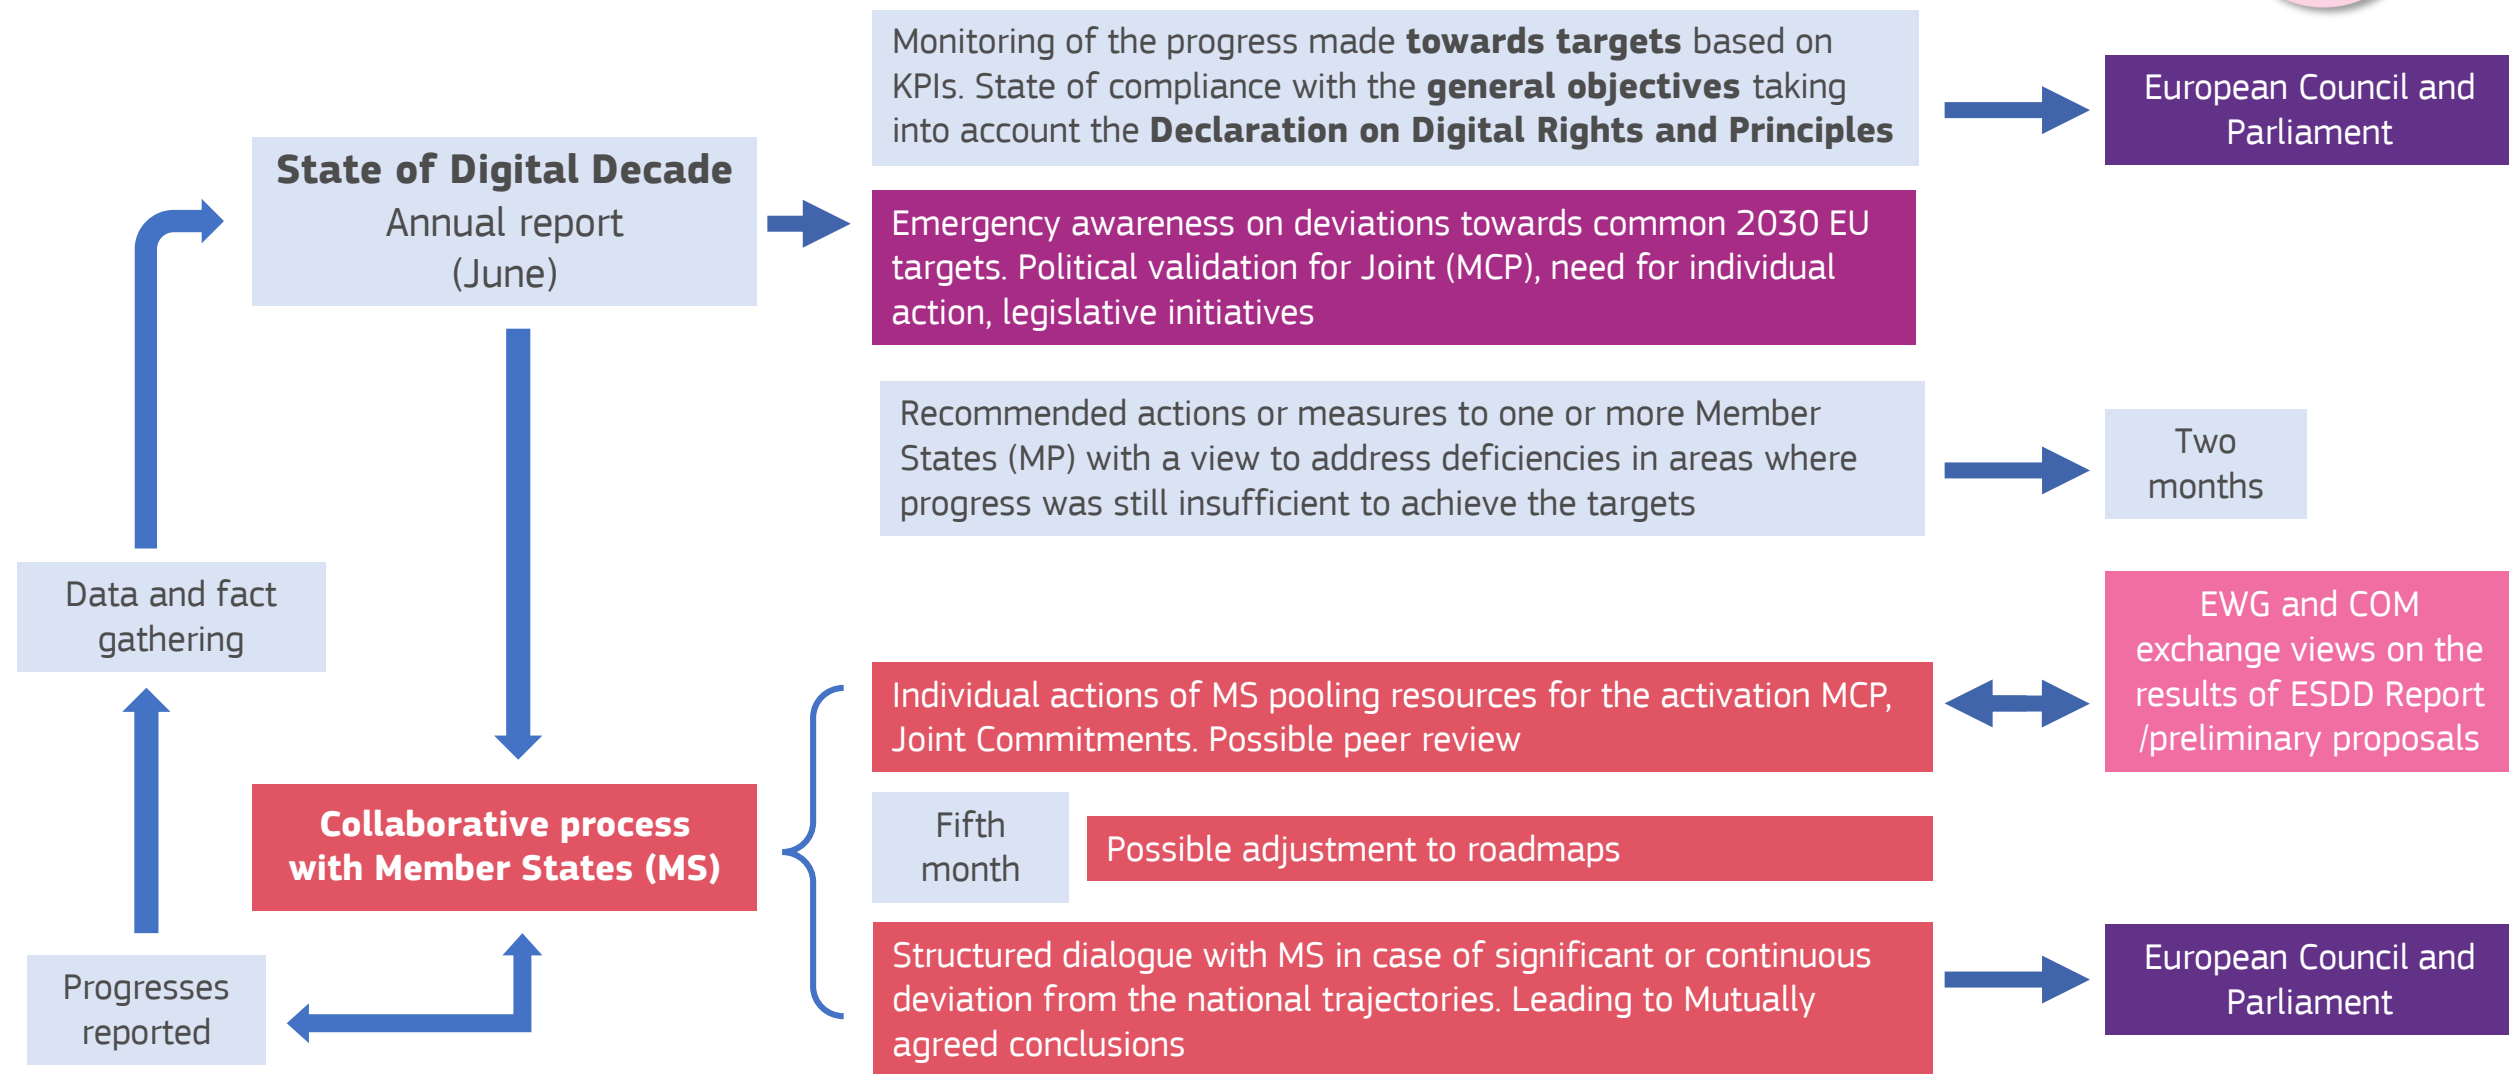 Monitoring of the progress made towards targets based on
KPIs. State of compliance with the general objectives taking
into account the Declaration on Digital Rights and Principles
European Council and
Parliament
State of Digital Decade
Annual report
(June)
Emergency awareness on deviations towards common 2030 EU
targets. Political validation for Joint (MCP), need for individual
action, legislative initiatives
Recommended actions or measures to one or more Member
States (MP) with a view to address deficiencies in areas where
progress was still insufficient to achieve the targets
Two
months
Data and fact
gathering
EWG and COM
exchange views on the
results of ESDD Report
/preliminary proposals
Individual actions of MS pooling resources for the activation MCP,
Joint Commitments. Possible peer review
Collaborative process
with Member States (MS)
Fifth
month
Possible adjustment to roadmaps
Progresses
reported
Structured dialogue with MS in case of significant or continuous
deviation from the national trajectories. Leading to Mutually
agreed conclusions
European Council and
Parliament